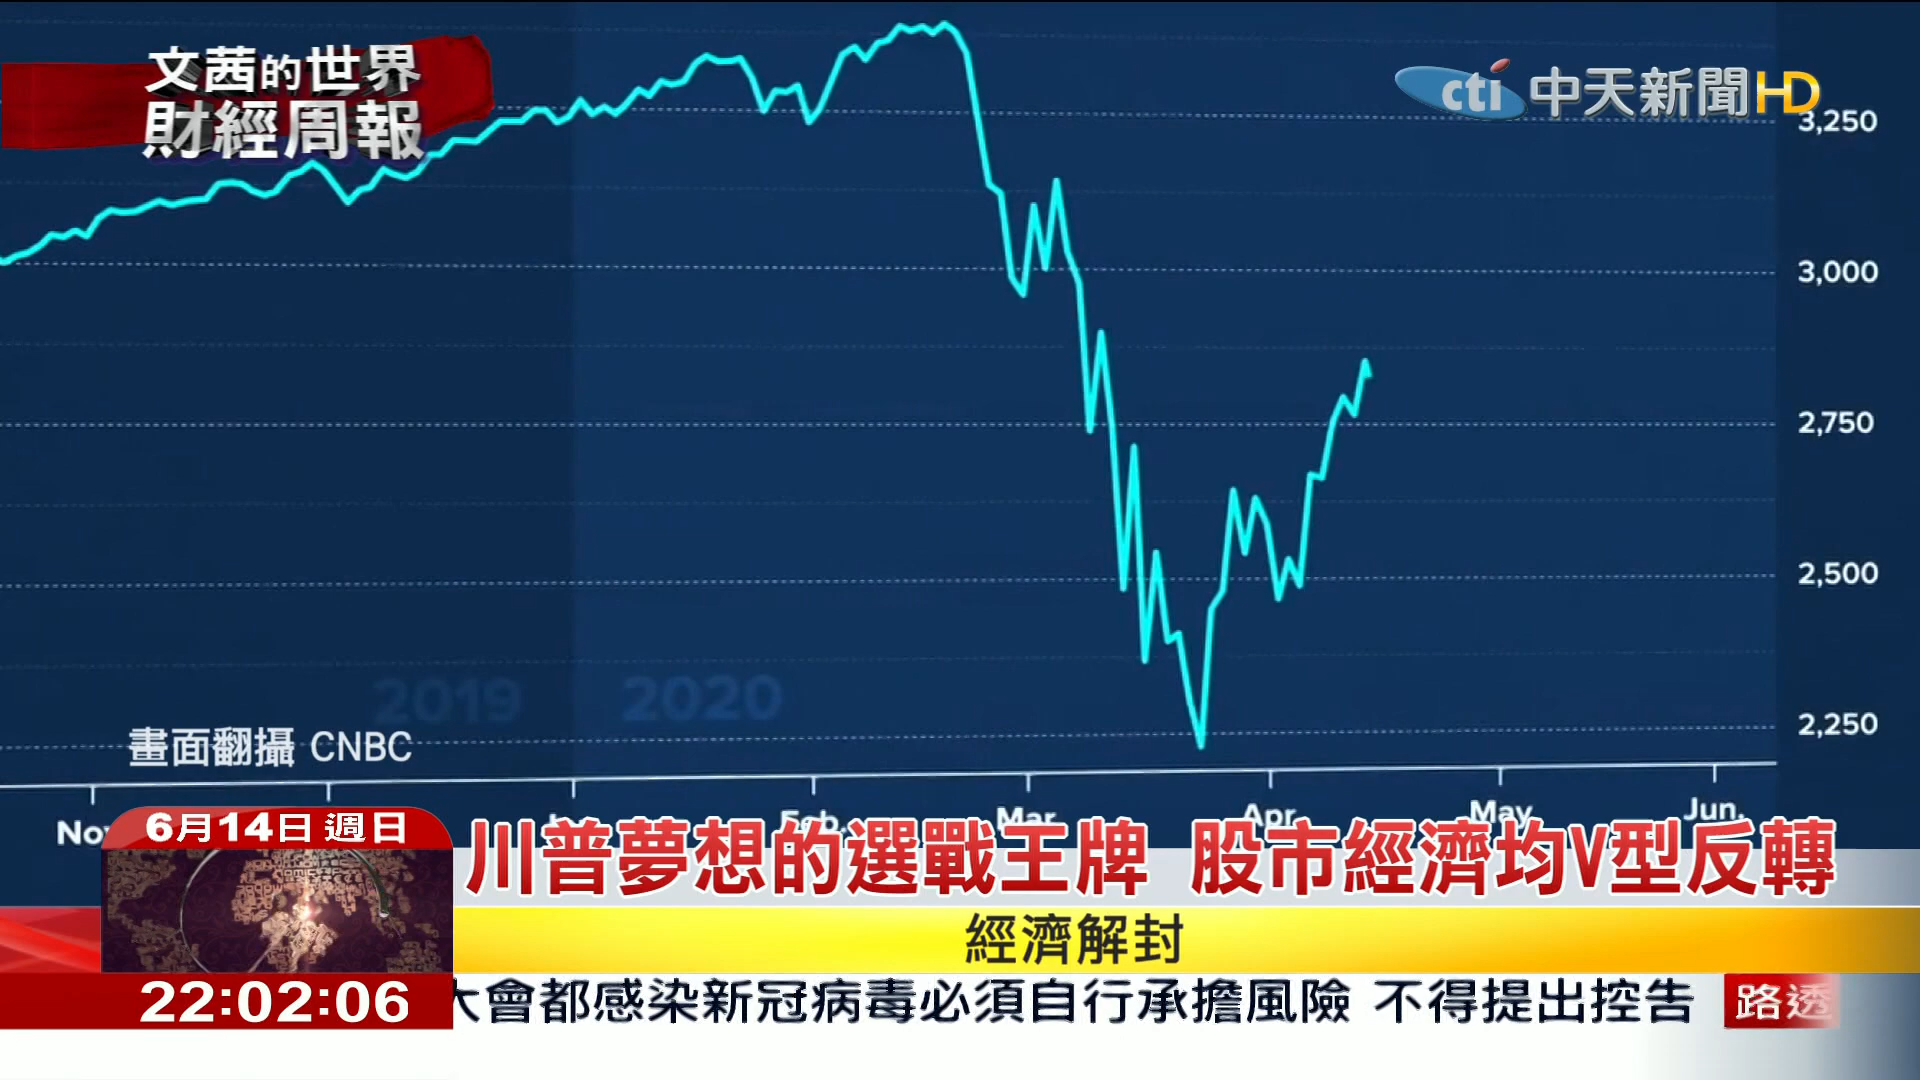 文茜的世界
財經周報
cti 中天新聞HD
3,250
3,000
2,750
2,500
2,250
2019
2020
畫面翻攝 CNBC
Feb.
Mar.
Apr.
May
Jun.
6月14日 週日
川普夢想的選戰王牌 股市經濟均V型反轉
經濟解封
22:02:06
大會都感染新冠病毒必須自行承擔風險 不得提出控告
路透